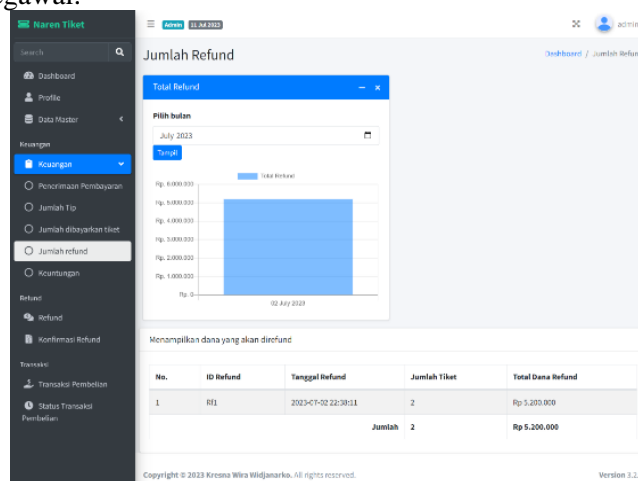 Naren Tiket
Admin 11 Jul 2023
admin
Search
Jumlah Refund
Dashboard / Jumlah Refun
Dashboard
Profile
Data Master
Keuangan
Keuangan
Penerimaan Pembayaran
Jumlah Tip
Jumlah dibayarkan tiket
Jumlah refund
Keuntungan
Refund
Refund
Konfirmasi Refund
Transaksi
Transaksi Pembelian
Status Transaksi
Pembelian
Total Refund
Pilih bulan
July 2023
Tampil
Total Refund
Rp. 6.000.000
Rp. 5.000.000
Rp. 4.000.000
Rp. 3.000.000
Rp. 2.000.000
Rp. 1.000.000
Rp. 0
02 July 2023
Menampilkan dana yang akan direfund
No. ID Refund Tanggal Refund Jumlah Tiket Total Dana Refund
1 Rf1 2023-07-02 22:38:11 2 Rp 5.200.000
Jumlah 2 Rp 5.200.000
Copyright © 2023 Kresna Wira Widjanarko. All rights reserved.
Version 3.2.